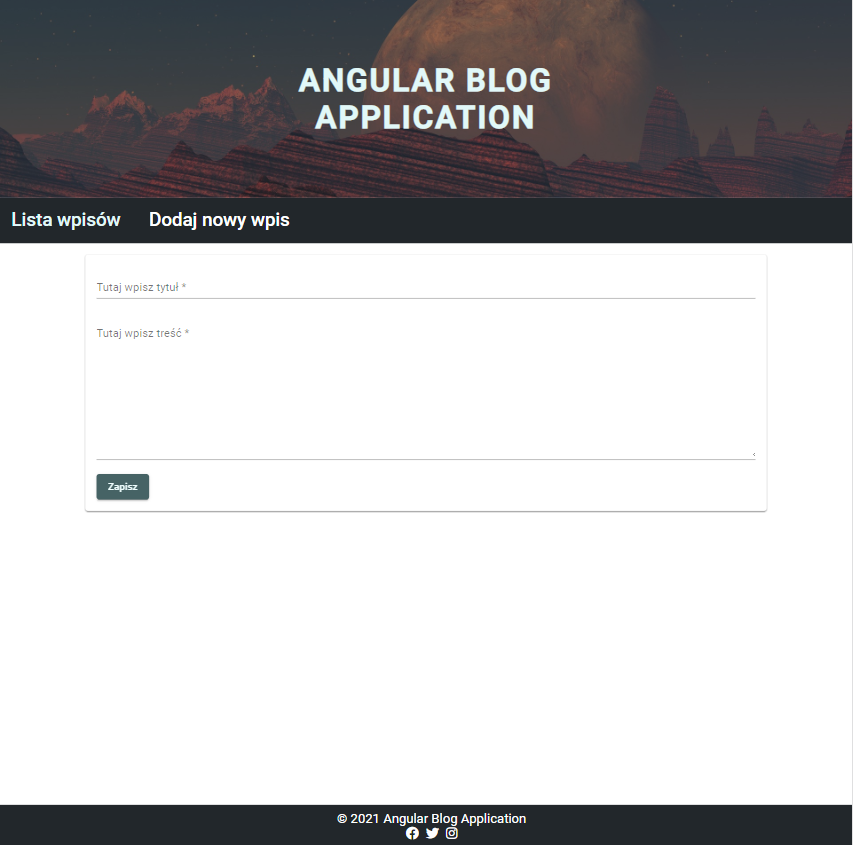 ANGULAR BLOG
APPLICATION
Lista wpisów Dodaj nowy wpis
Tutaj wpisz tytuł *
Tutaj wpisz treść *
Zapisz
© 2021 Angular Blog Application